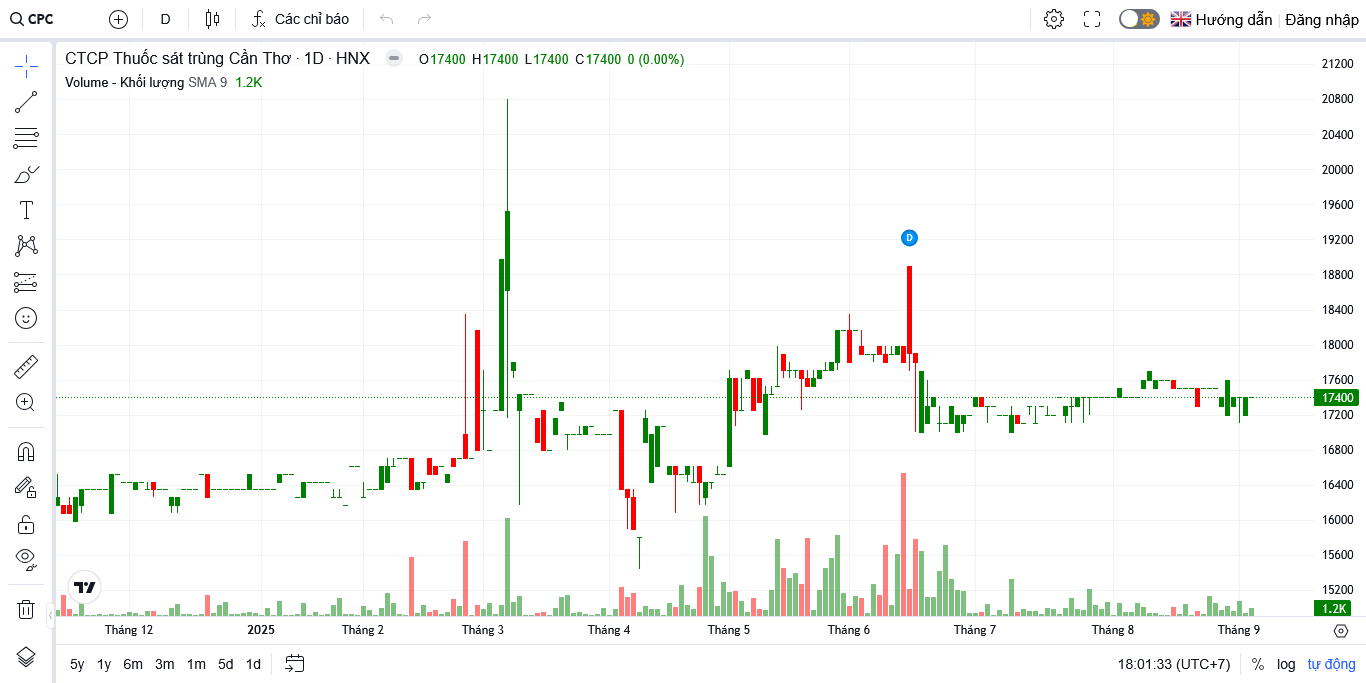 CPC D Các chỉ báo Hướng dẫn Đăng nhập
CTCP Thuốc sát trùng Cần Thơ · 1D · HNX O17400 H17400 L17400 C17400 0 (0.00%)
Volume - Khối lượng SMA 9 1.2K
21200
20800
20400
20000
19600
19200
D
18800
18400
18000
17600
17400
17200
16800
16400
16000
15600
15200
1.2K
Tháng 12 2025 Tháng 2 Tháng 3 Tháng 4 Tháng 5 Tháng 6 Tháng 7 Tháng 8 Tháng 9
5y 1y 6m 3m 1m 5d 1d 18:01:33 (UTC+7) % log tự động